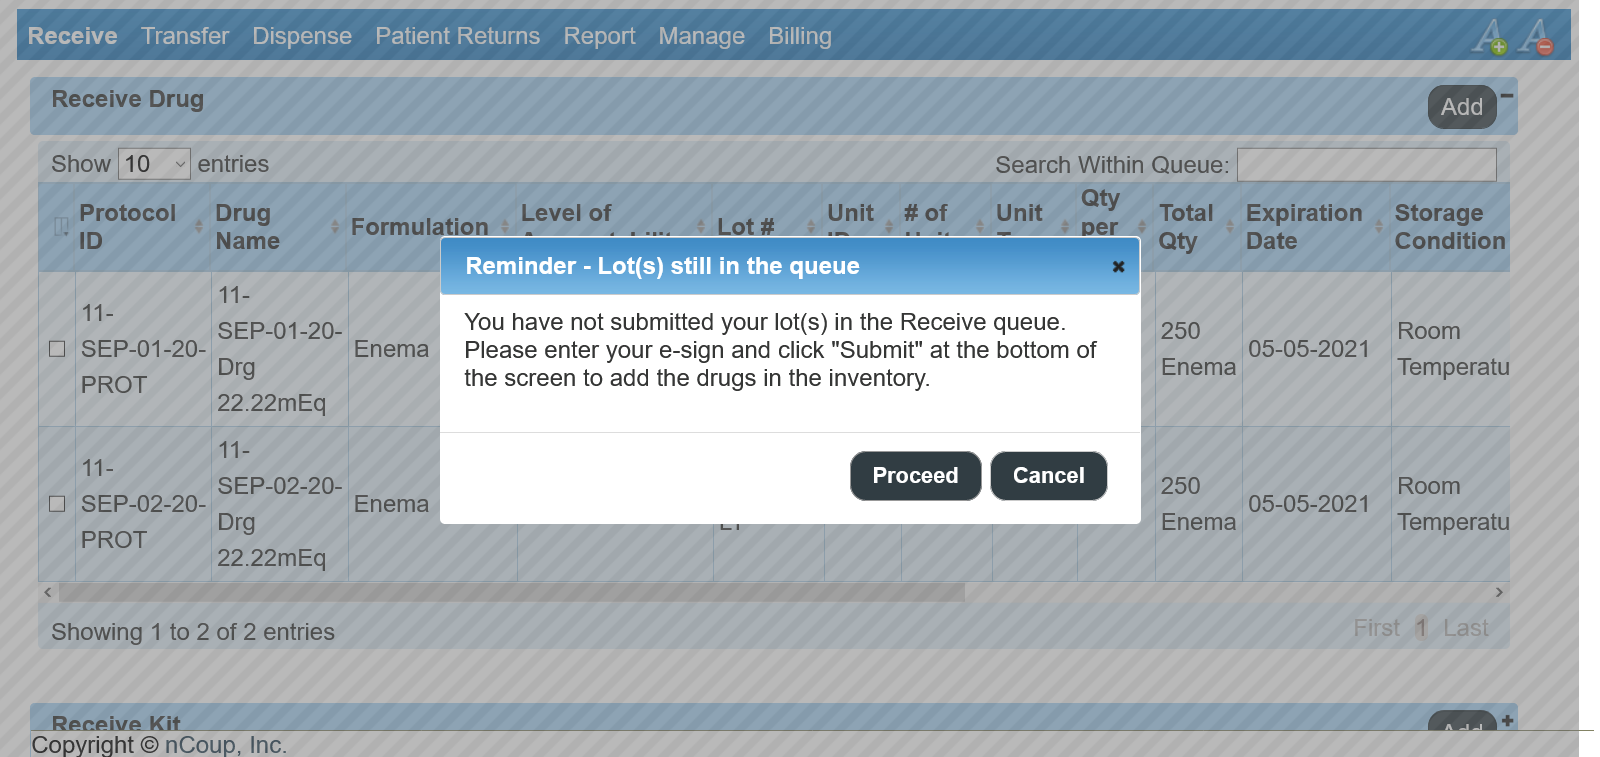 Receive Transfer Dispense Patient Returns Report Manage Billing
Receive Drug
Add
Show 10 entries
Search Within Queue:
Protocol ID
Drug Name
Formulation
Level of
Lot #
Unit
# of
Unit
Qty per
Total Qty
Expiration Date
Storage Condition
Reminder - Lot(s) still in the queue
You have not submitted your lot(s) in the Receive queue.
Please enter your e-sign and click "Submit" at the bottom of
the screen to add the drugs in the inventory.
Proceed Cancel
11-
SEP-01-20-
PROT
11-
SEP-01-20-
Drg
22.22mEq
Enema
250
Enema
05-05-2021
Room
Temperatu
11-
SEP-02-20-
PROT
11-
SEP-02-20-
Drg
22.22mEq
Enema
250
Enema
05-05-2021
Room
Temperatu
Showing 1 to 2 of 2 entries
First 1 Last
Receive Kit
Add
Copyright © nCoup, Inc.